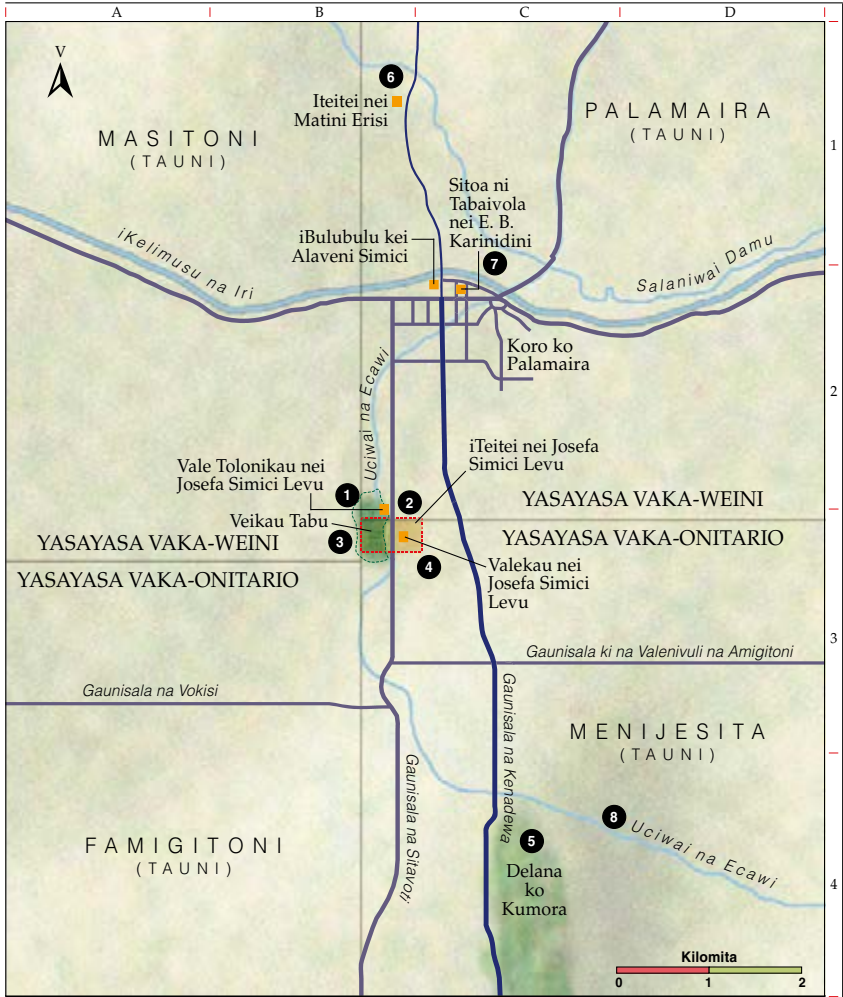 A B C D
V
6
Iteitei nei
Matini Erisi
MASITONI
(TAUNI)
PALAMAIRA
(TAUNI)
1
Sitoa ni
Tabaivola
nei E. B.
Karinidini
7
iBulubulu kei
Alaveni Simici
iKelimusu na Iri
Salaniwai Damu
Koro ko
Palamaira
Uciwai na Ecawi
2
iTeitei nei Josefa
Simici Levu
Vale Tolonikau nei
Josefa Simici Levu
1
2
Veikau Tabu
3
YASAYASA VAKA-WEINI
YASAYASA VAKA-ONITARIO
YASAYASA VAKA-WEINI
YASAYASA VAKA-ONITARIO
Valekau nei
Josefa Simici
Levu
4
3
Gaunisala ki na Valenivuli na Amigitoni
Gaunisala na Vokisi
Gaunisala na Kenadewa
MENIJESITA
(TAUNI)
Gaunisala na Sitavoti
FAMIGITONI
(TAUNI)
8
Uciwai na Ecawi
5
Delana
ko
Kumora
4
Kilomita
0 1 2